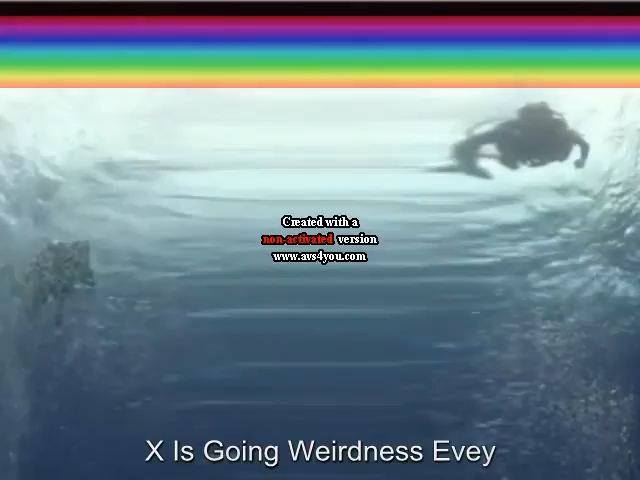 Created with a
non-activated version
www.avs4you.com
X Is Going Weirdness Evey